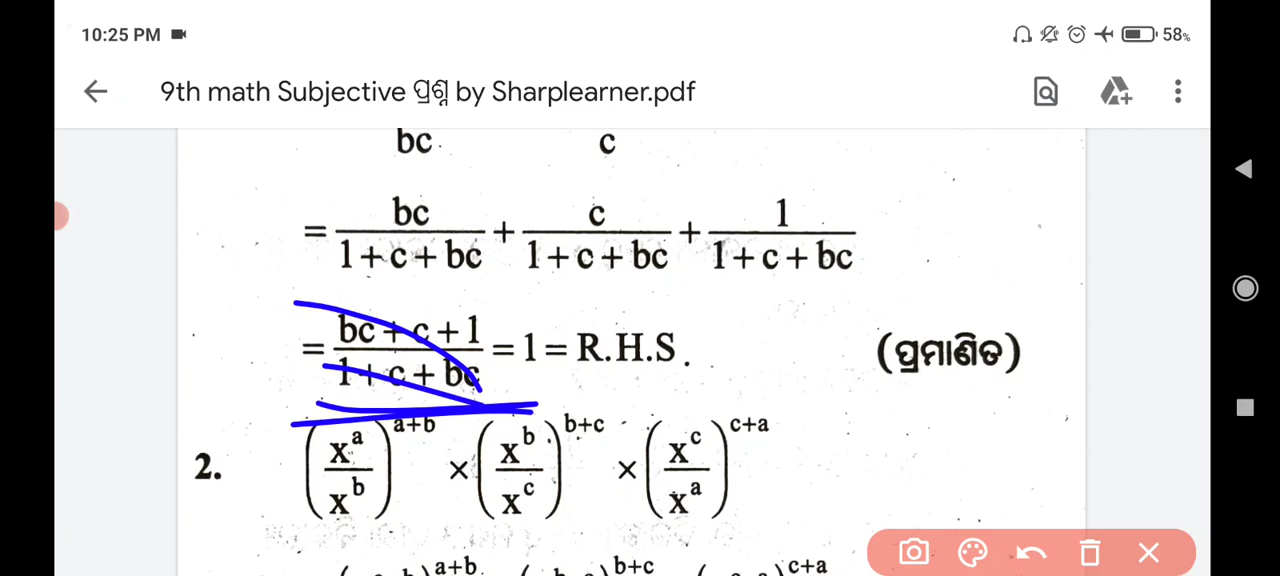 10:25 PM 58%
9th math Subjective ପ୍ରଶ୍ନ by Sharplearner.pdf
bc c
= bc/(1+c+bc) + c/(1+c+bc) + 1/(1+c+bc)
= (bc+c+1)/(1+c+bc) = 1 = R.H.S. (ପ୍ରମାଣିତ)
2. (x^a/x^b)^(a+b) × (x^b/x^c)^(b+c) × (x^c/x^a)^(c+a)
a+b b+c c+a